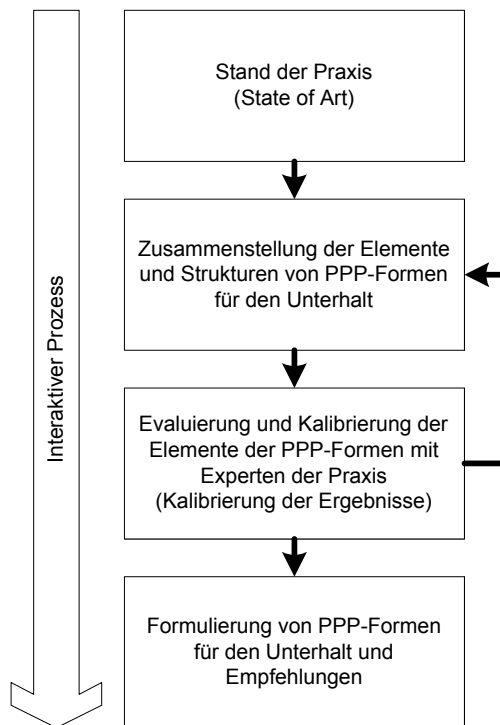 Interaktiver Prozess
Stand der Praxis
(State of Art)
Zusammenstellung der Elemente
und Strukturen von PPP-Formen
für den Unterhalt
Evaluierung und Kalibrierung der
Elemente der PPP-Formen mit
Experten der Praxis
(Kalibrierung der Ergebnisse)
Formulierung von PPP-Formen
für den Unterhalt und
Empfehlungen